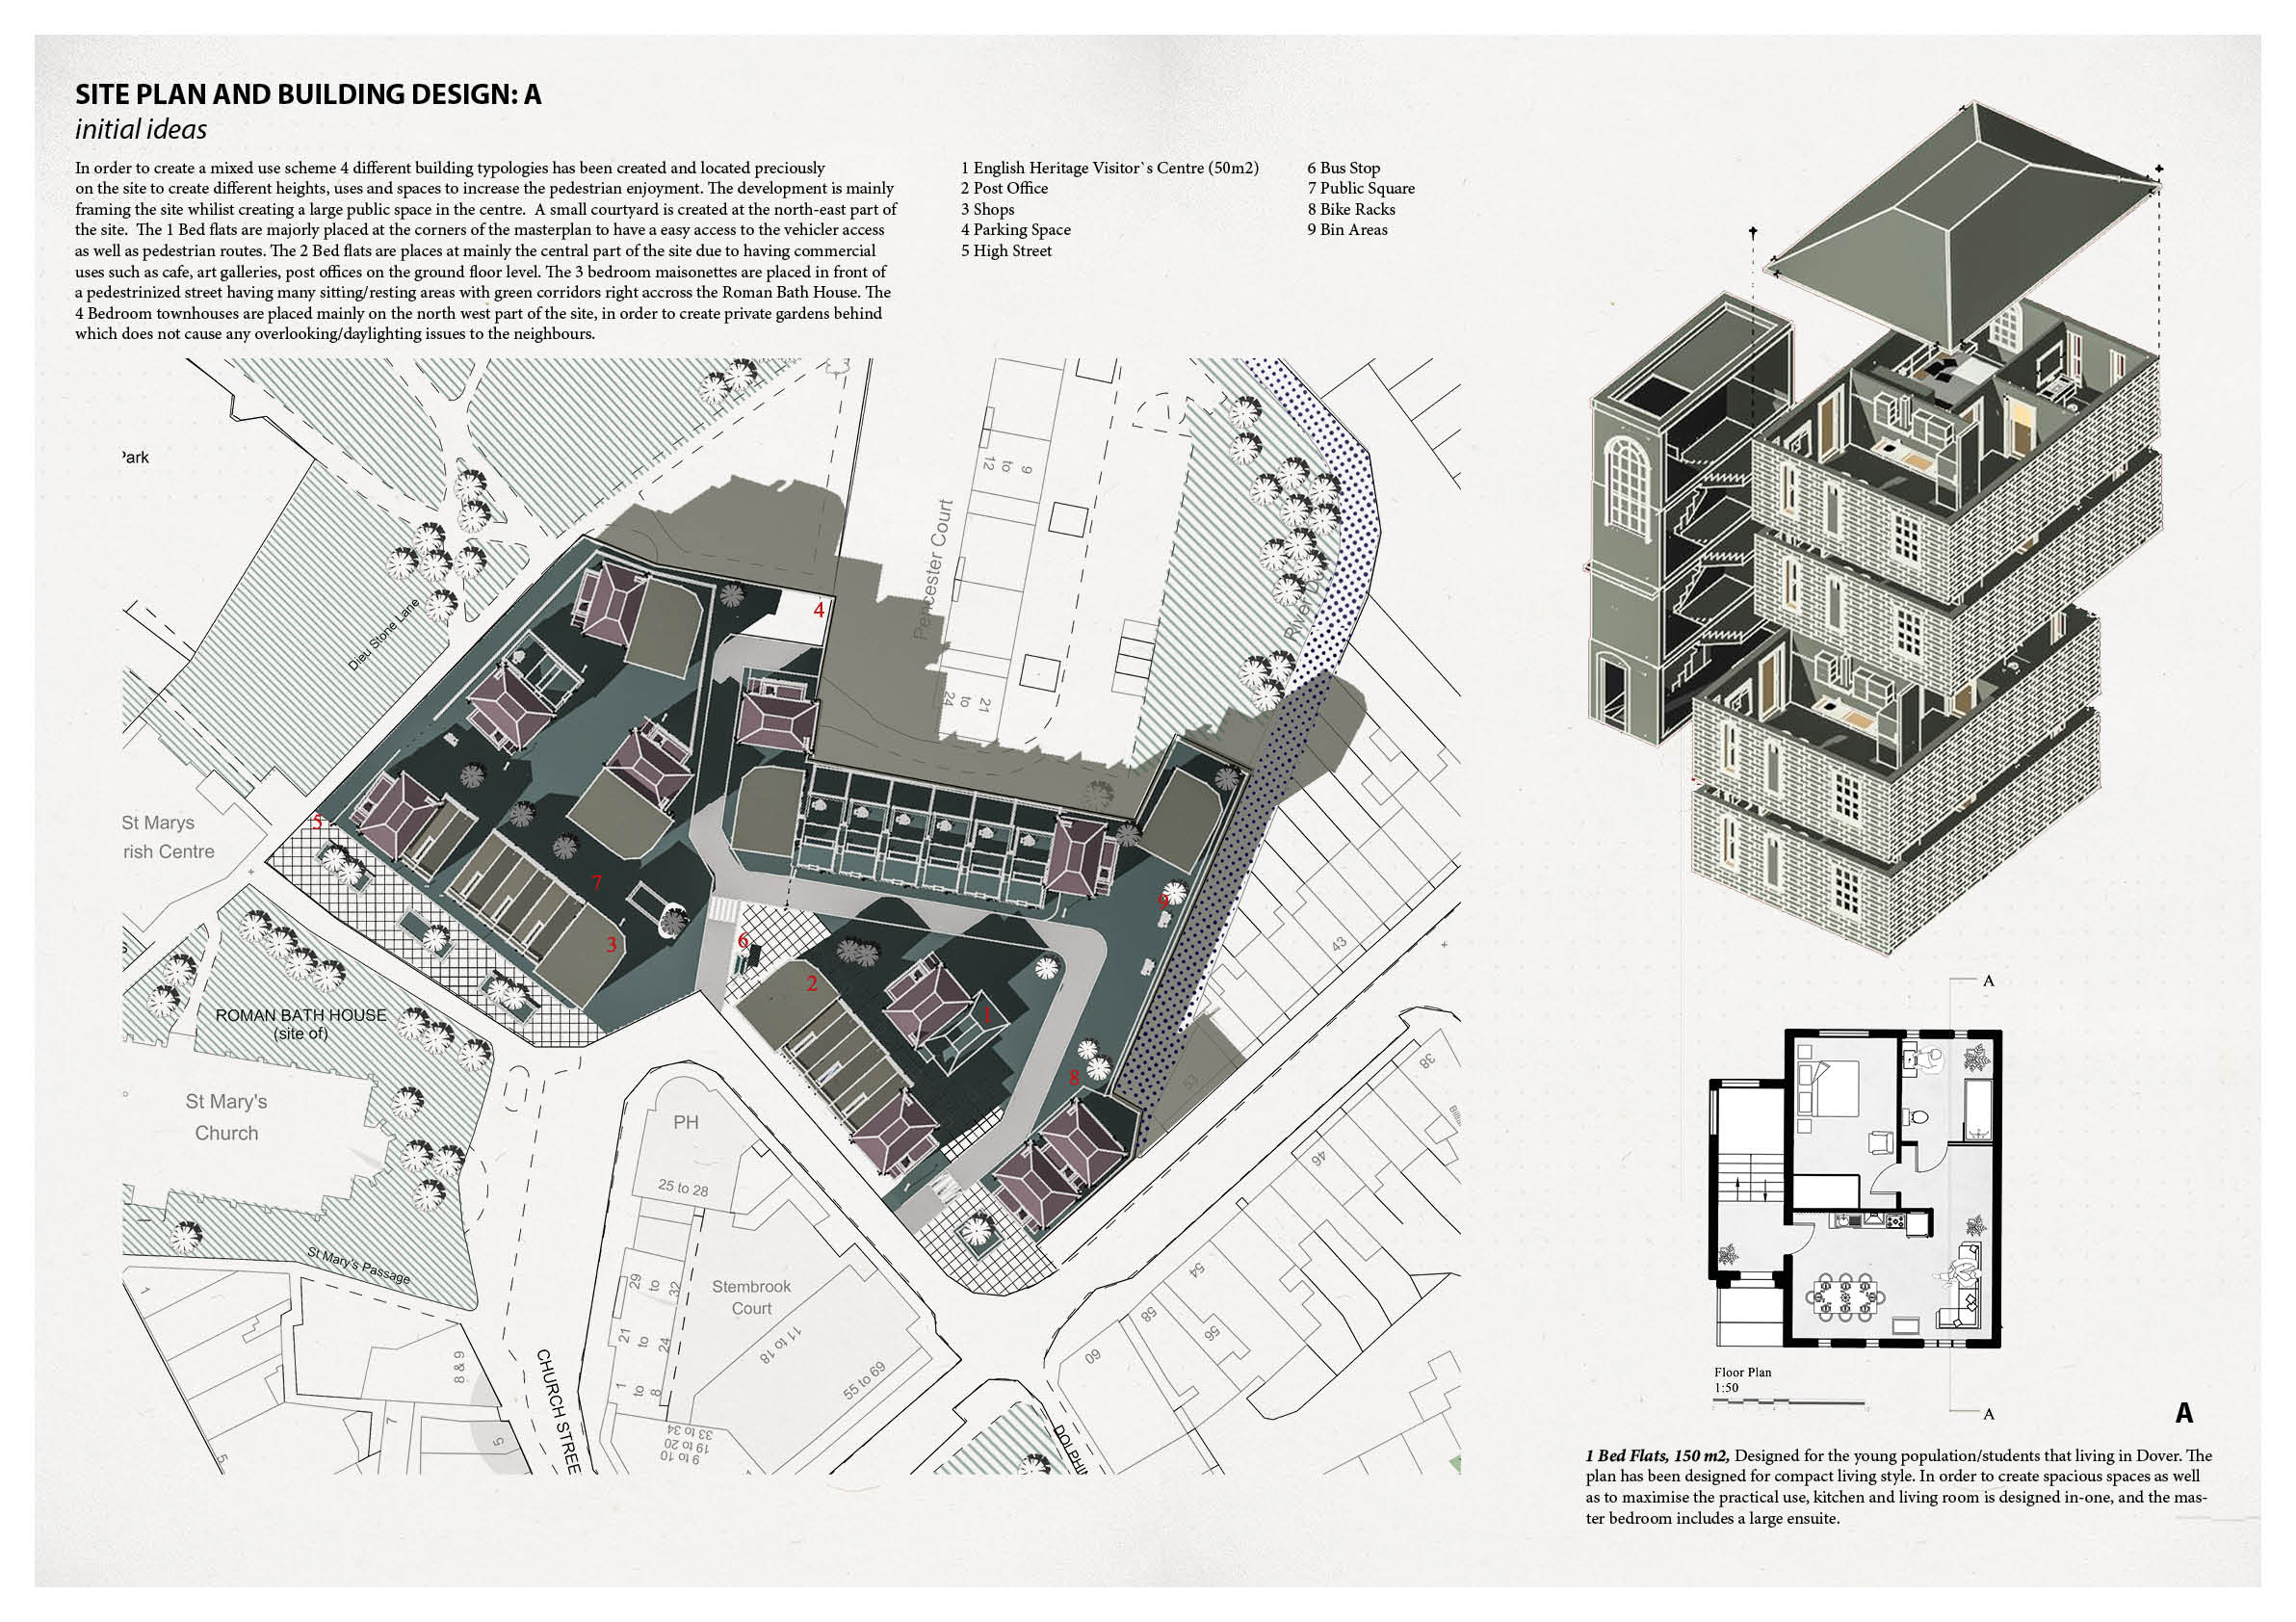 SITE PLAN AND BUILDING DESIGN: A
initial ideas
In order to create a mixed use scheme 4 different building typologies has been created and located preciously
on the site to create different heights, uses and spaces to increase the pedestrian enjoyment. The development is mainly
framing the site whilist creating a large public space in the centre.  A small courtyard is created at the north-east part of
the site.  The 1 Bed flats are majorly placed at the corners of the masterplan to have a easy access to the vehicler access
as well as pedestrian routes. The 2 Bed flats are places at mainly the central part of the site due to having commercial
uses such as cafe, art galleries, post offices on the ground floor level. The 3 bedroom maisonettes are placed in front of
a pedestrinized street having many sitting/resting areas with green corridors right accross the Roman Bath House. The
4 Bedroom townhouses are placed mainly on the north west part of the site, in order to create private gardens behind
which does not cause any overlooking/daylighting issues to the neighbours.
1 English Heritage Visitor`s Centre (50m2)
2 Post Office
3 Shops
4 Parking Space
5 High Street
6 Bus Stop
7 Public Square
8 Bike Racks
9 Bin Areas
Park
9
to
12
Pencester Court
River
Dieu Stone Lane
4
21
to
24
St Marys
rish Centre
5
7
3
6
2
1
9
8
43
ROMAN BATH HOUSE
(site of)
St Mary's
Church
St Mary's Passage
PH
25 to 28
53
38
46
29
to
32
Stembrook
Court
21
to
24
11 to 18
1
to
8
55 to 69
54
58
56
60
33 to 34
19 to 20
9 to 10
1
8 & 9
7
5
5
CHURCH STREE
DOLPHI
A
Floor Plan
1:50
A
A
1 Bed Flats, 150 m2, Designed for the young population/students that living in Dover. The
plan has been designed for compact living style. In order to create spacious spaces as well
as to maximise the practical use, kitchen and living room is designed in-one, and the mas-
ter bedroom includes a large ensuite.